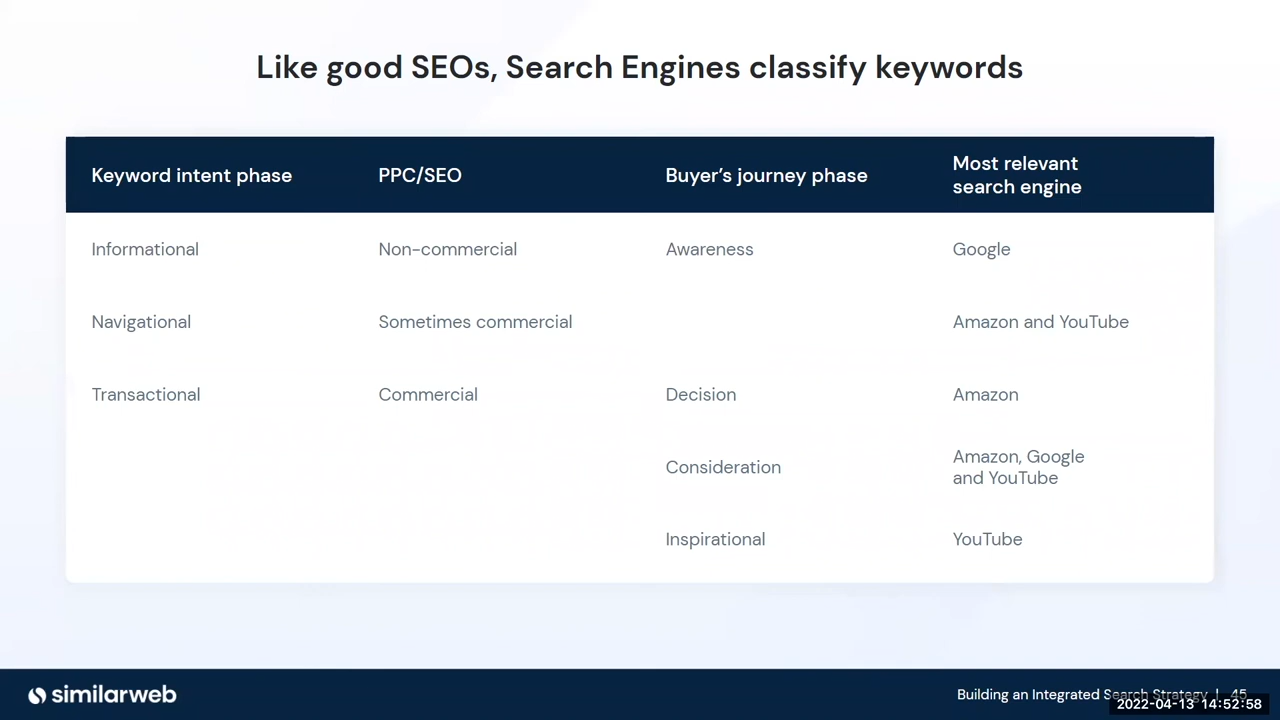 Like good SEOs, Search Engines classify keywords
Keyword intent phase PPC/SEO Buyer’s journey phase Most relevant
search engine
Informational Non-commercial Awareness Google
Navigational Sometimes commercial Amazon and YouTube
Transactional Commercial Decision Amazon
Consideration Amazon, Google
and YouTube
Inspirational YouTube
similarweb
Building an Integrated Search Strategy | 45
2022-04-13 14:52:58